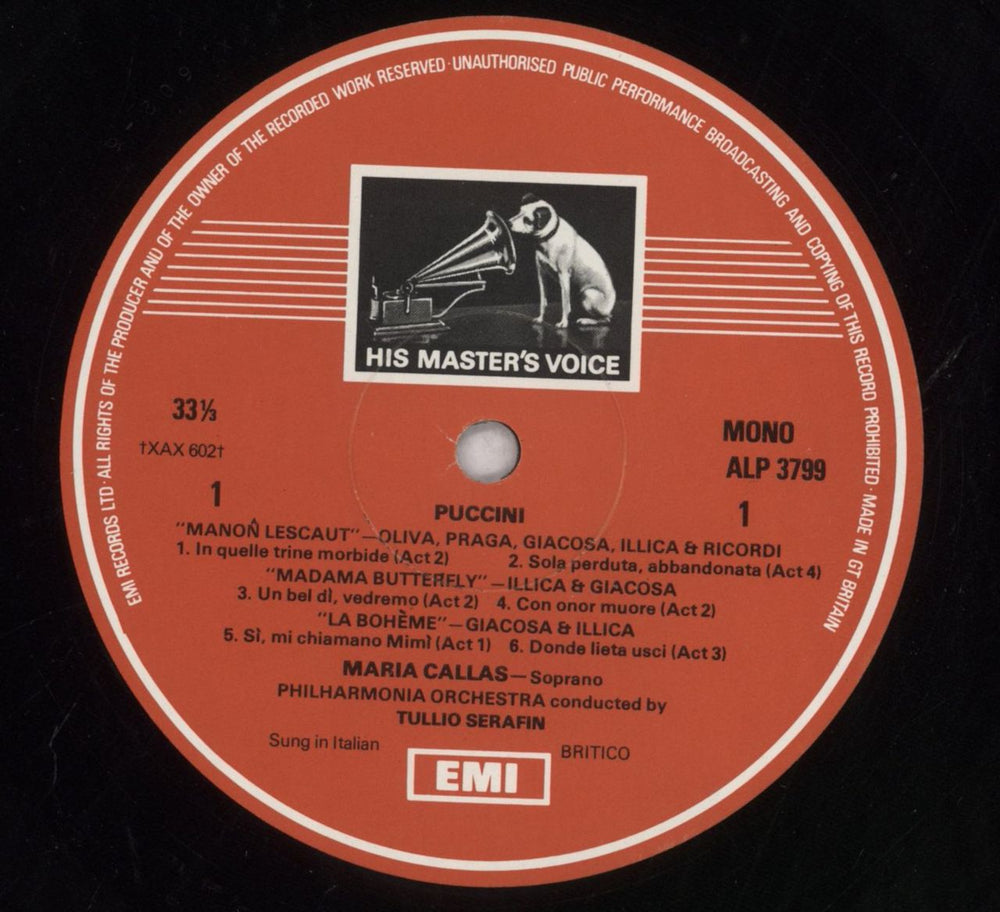 EMI RECORDS LTD · ALL RIGHTS OF THE PRODUCER AND OF THE OWNER OF THE RECORDED WORK RESERVED · UNAUTHORISED PUBLIC PERFORMANCE BROADCASTING AND COPYING OF THIS RECORD PROHIBITED · MADE IN GT BRITAIN
HIS MASTER'S VOICE
33⅓
†XAX 602†
1
MONO
ALP 3799
1
PUCCINI
"MANON LESCAUT"—OLIVA, PRAGA, GIACOSA, ILLICA & RICORDI
1. In quelle trine morbide (Act 2) 2. Sola perduta, abbandonata (Act 4)
"MADAMA BUTTERFLY"—ILLICA & GIACOSA
3. Un bel dì, vedremo (Act 2) 4. Con onor muore (Act 2)
"LA BOHÈME"—GIACOSA & ILLICA
5. Sì, mi chiamano Mimì (Act 1) 6. Donde lieta usci (Act 3)
MARIA CALLAS—Soprano
PHILHARMONIA ORCHESTRA conducted by
TULLIO SERAFIN
Sung in Italian BRITICO
EMI